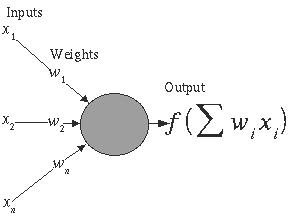 Inputs
x₁
Weights
w₁
Output
x₂ w₂ f(∑ wᵢxᵢ)
wₙ
xₙ